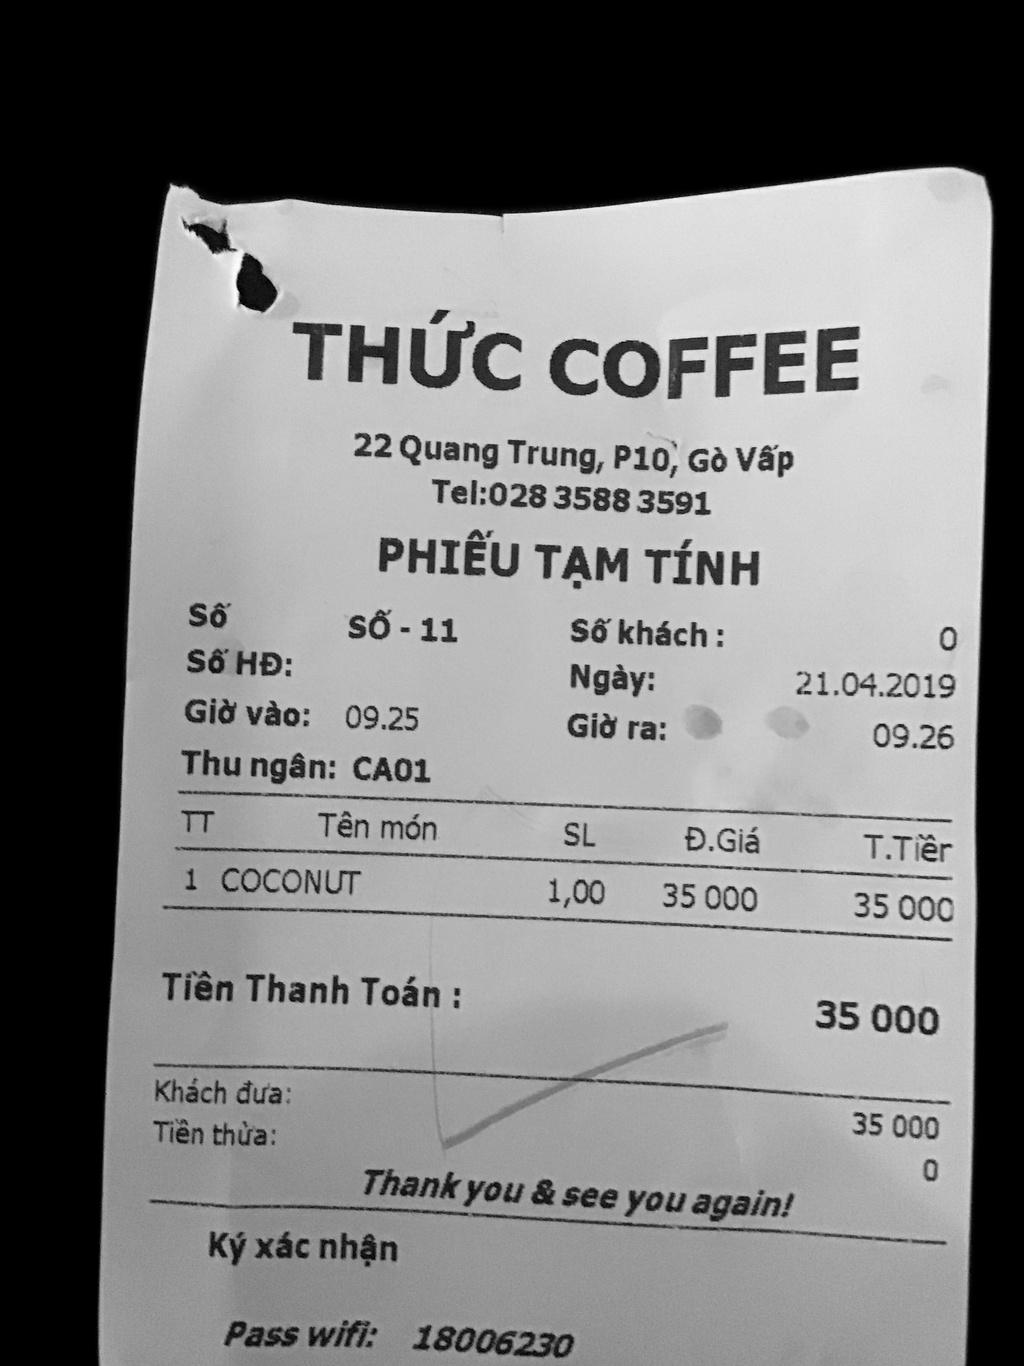 THỨC COFFEE
22 Quang Trung, P10, Gò Vấp
Tel:028 3588 3591
PHIẾU TẠM TÍNH
Số SỐ - 11 Số khách : 0
Số HĐ: Ngày: 21.04.2019
Giờ vào: 09.25 Giờ ra: 09.26
Thu ngân: CA01
TT Tên món SL Đ.Giá T.Tiền
1 COCONUT 1,00 35 000 35 000
Tiền Thanh Toán : 35 000
Khách đưa: 35 000
Tiền thừa: 0
Thank you & see you again!
Ký xác nhận
Pass wifi: 18006230